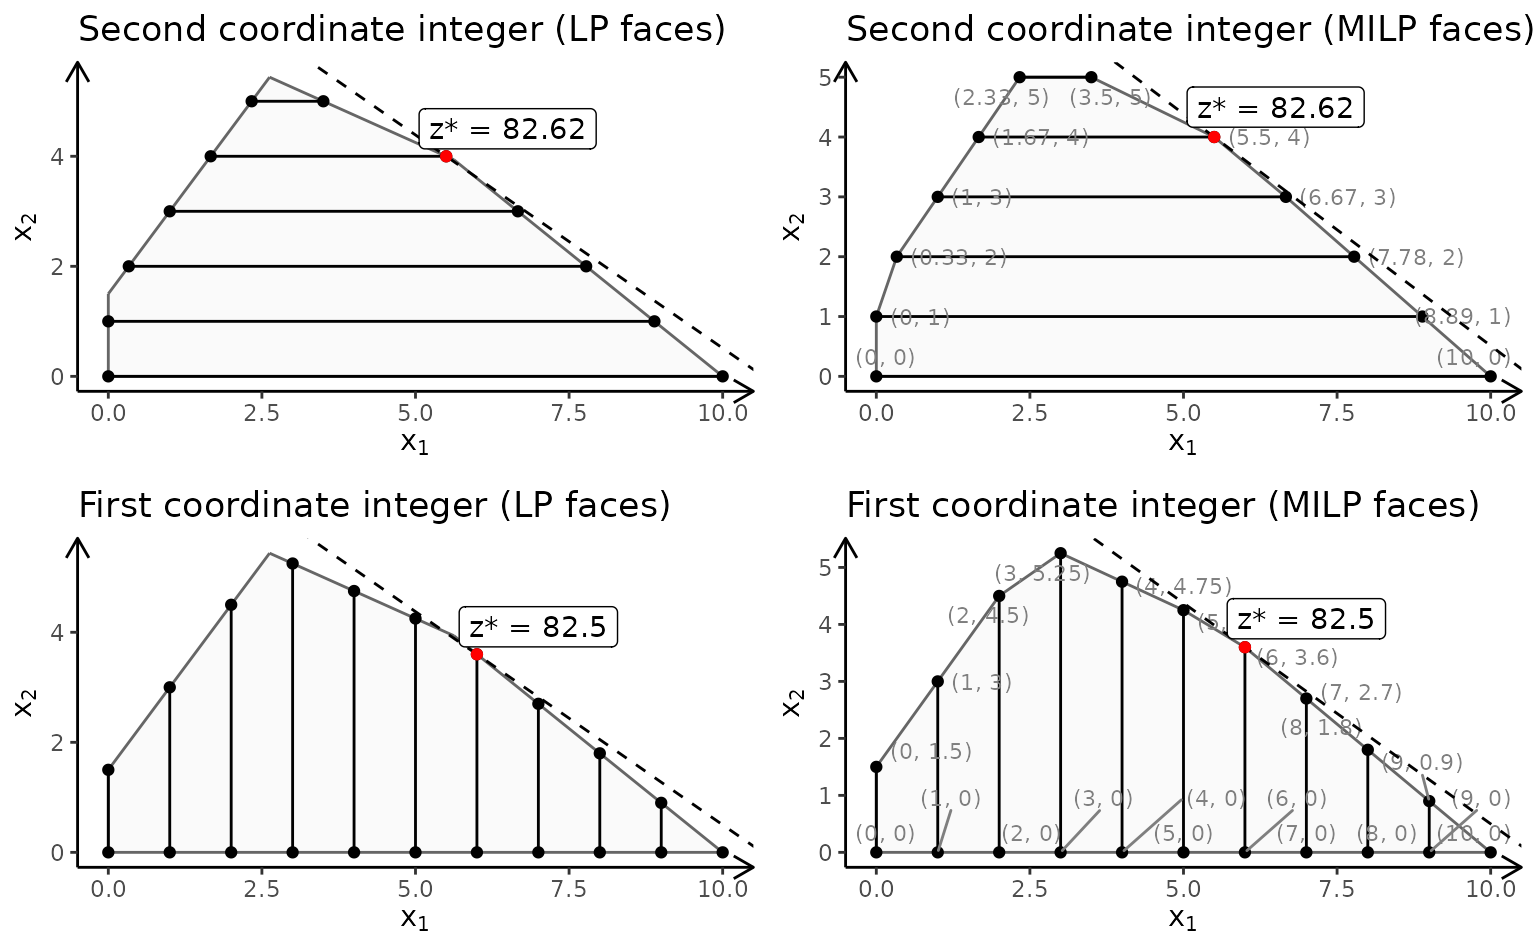 Second coordinate integer (LP faces)
x2
4
2
0
z* = 82.62
0.0 2.5 5.0 7.5 10.0
x1
Second coordinate integer (MILP faces)
x2
5
4
3
2
1
0
z* = 82.62
(2.33, 5) (3.5, 5)
(1.67, 4) (5.5, 4)
(1, 3) (6.67, 3)
(0.33, 2) (7.78, 2)
(0, 1) (8.89, 1)
(0, 0) (10, 0)
0.0 2.5 5.0 7.5 10.0
x1
First coordinate integer (LP faces)
x2
4
2
0
z* = 82.5
0.0 2.5 5.0 7.5 10.0
x1
First coordinate integer (MILP faces)
x2
5
4
3
2
1
0
z* = 82.5
(3, 5.25)
(4, 4.75)
(2, 4.5) (5,
(6, 3.6)
(1, 3) (7, 2.7)
(8, 1.8)
(0, 1.5) (9, 0.9)
(1, 0) (3, 0) (4, 0) (6, 0) (9, 0)
(0, 0) (2, 0) (5, 0) (7, 0) (8, 0) (10, 0)
0.0 2.5 5.0 7.5 10.0
x1